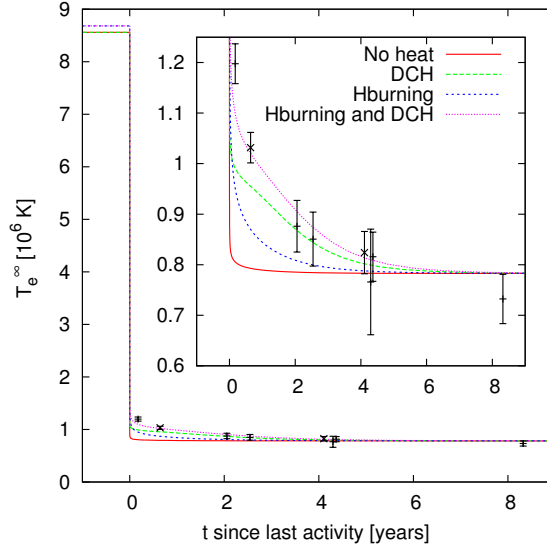 9
8
7
6
5
4
3
2
1
0
T_e^∞ [10^6 K]
0 2 4 6 8
t since last activity [years]
No heat
DCH
Hburning
Hburning and DCH
1.2
1.1
1
0.9
0.8
0.7
0.6
0 2 4 6 8